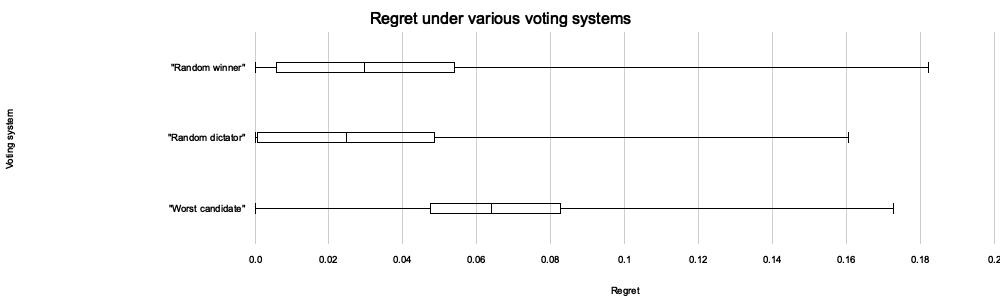 Regret under various voting systems
"Random winner"
"Random dictator"
"Worst candidate"
Voting system
0.0 0.02 0.04 0.06 0.08 0.1 0.12 0.14 0.16 0.18 0.2
Regret